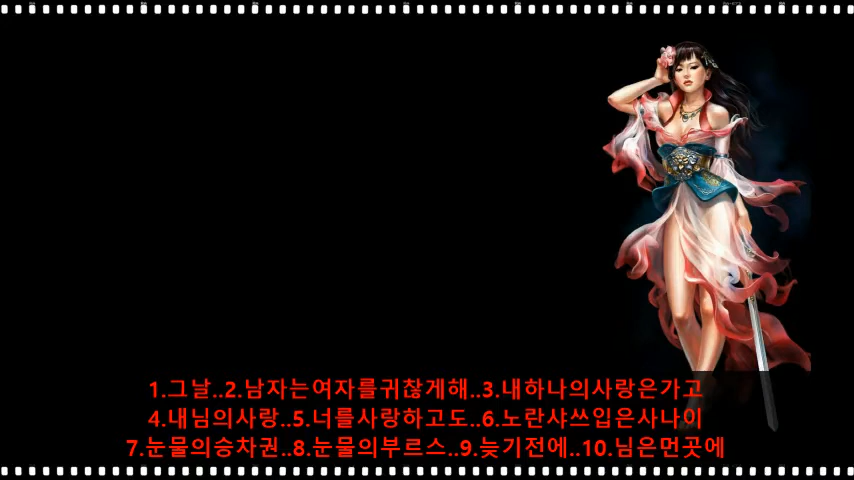 1.그날..2.남자는여자를귀찮게해..3.내하나의사랑은가고
4.내님의사랑..5.너를사랑하고도..6.노란샤쓰입은사나이
7.눈물의승차권..8.눈물의부르스..9.늦기전에..10.님은먼곳에